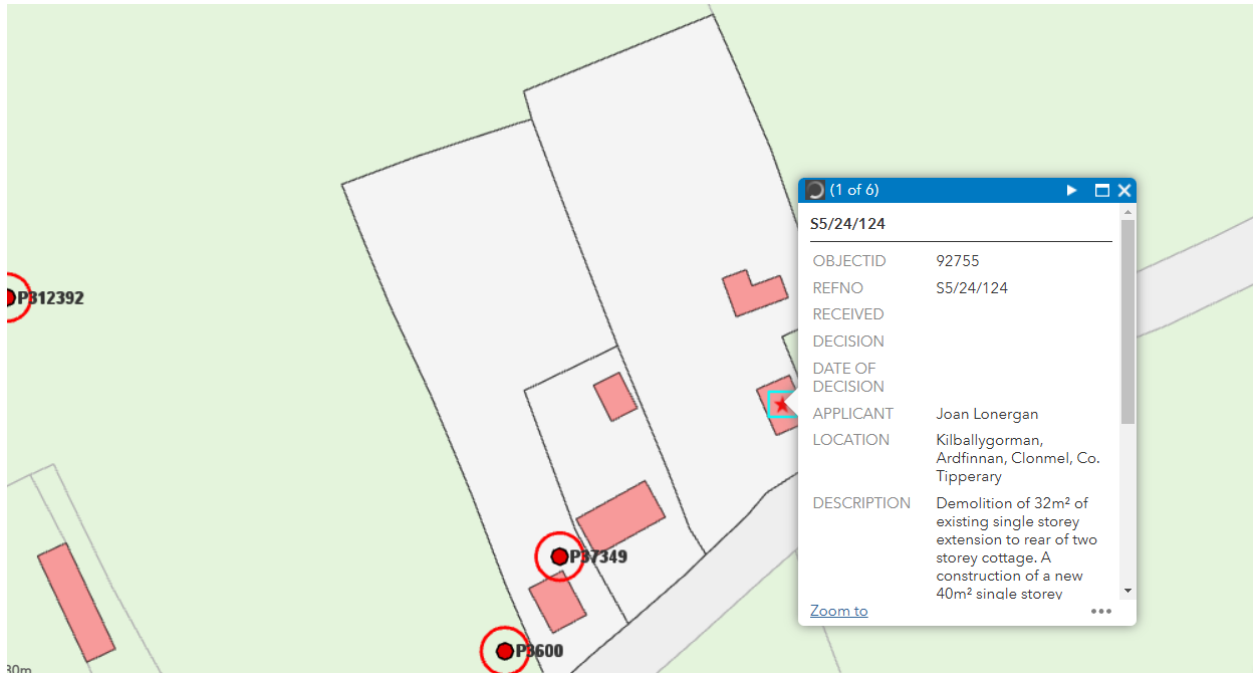 (1 of 6)
S5/24/124
OBJECTID 92755
REFNO S5/24/124
RECEIVED
DECISION
DATE OF
DECISION
APPLICANT Joan Lonergan
LOCATION Kilballygorman,
Ardfinnan, Clonmel, Co.
Tipperary
DESCRIPTION Demolition of 32m² of
existing single storey
extension to rear of two
storey cottage. A
construction of a new
40m² single storey
Zoom to
P312392
P37349
P3600